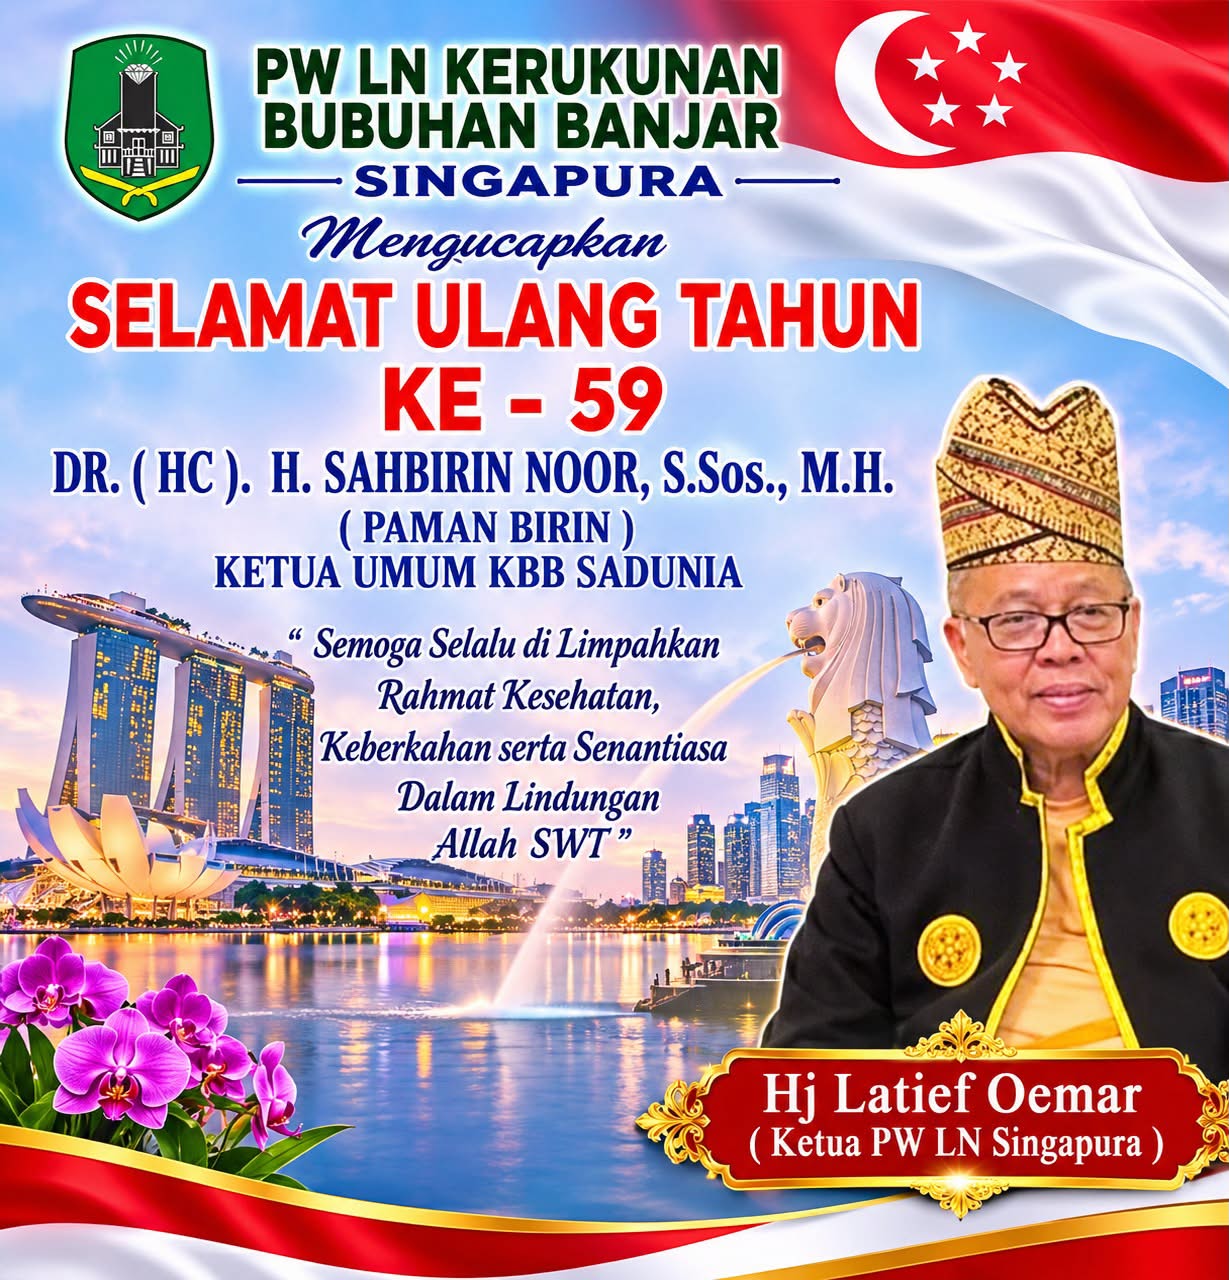 PW LN KERUKUNAN
BUBUHAN BANJAR
SINGAPURA
Mengucapkan
SELAMAT ULANG TAHUN
KE - 59
DR. ( HC ). H. SAHBIRIN NOOR, S.Sos., M.H.
( PAMAN BIRIN )
KETUA UMUM KBB SADUNIA
“ Semoga Selalu di Limpahkan
Rahmat Kesehatan,
Keberkahan serta Senantiasa
Dalam Lindungan
Allah SWT ”
Hj Latief Oemar
( Ketua PW LN Singapura )